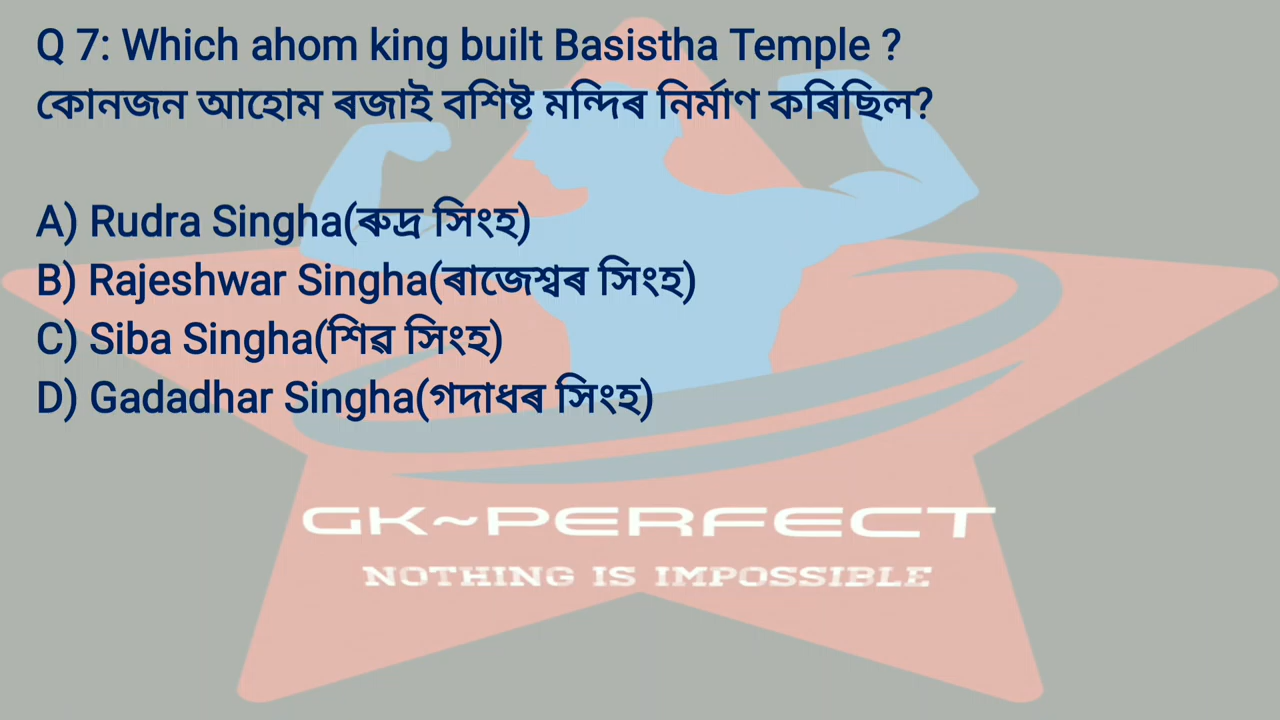 Q 7: Which ahom king built Basistha Temple ?
কোনজন আহোম ৰজাই বশিষ্ট মন্দিৰ নিৰ্মাণ কৰিছিল?
A) Rudra Singha(ৰুদ্ৰ সিংহ)
B) Rajeshwar Singha(ৰাজেশ্বৰ সিংহ)
C) Siba Singha(শিৱ সিংহ)
D) Gadadhar Singha(গদাধৰ সিংহ)
GK~PERFECT
NOTHING IS IMPOSSIBLE